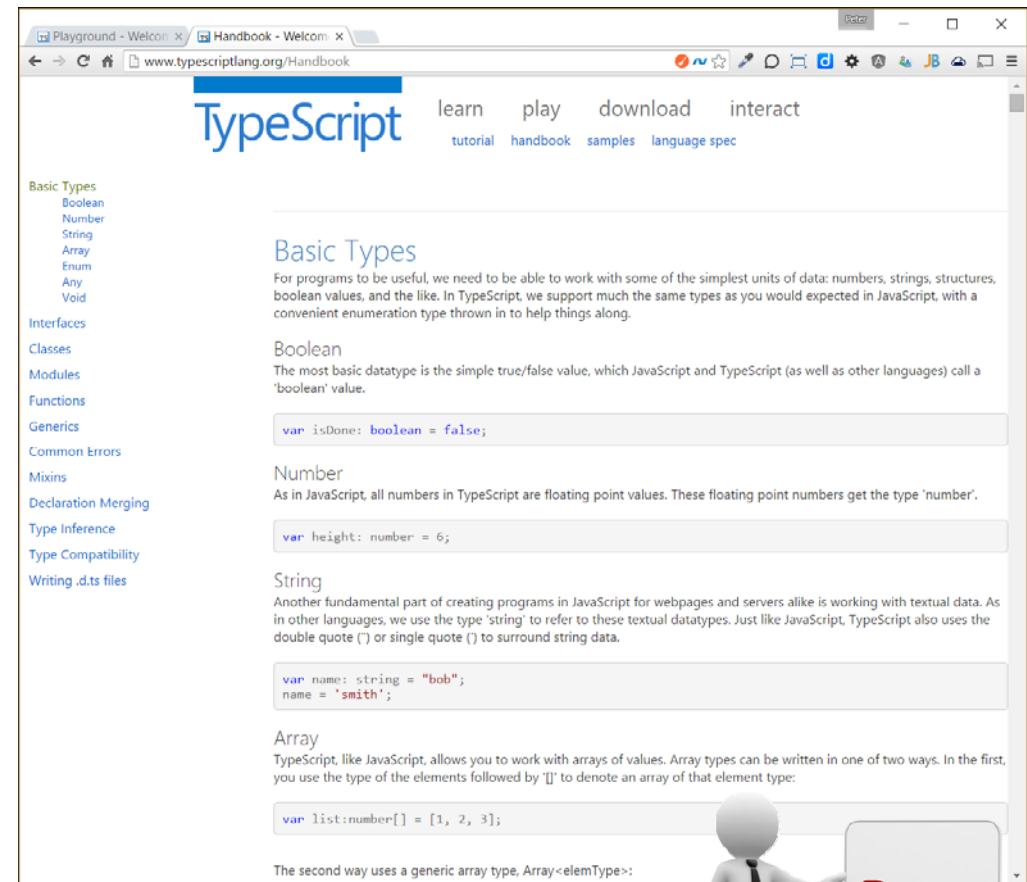 Peter
Playground - Welcom
Handbook - Welcom
www.typescriptlang.org/Handbook
TypeScript
learn play download interact
tutorial handbook samples language spec
Basic Types
Boolean
Number
String
Array
Enum
Any
Void
Interfaces
Classes
Modules
Functions
Generics
Common Errors
Mixins
Declaration Merging
Type Inference
Type Compatibility
Writing .d.ts files
Basic Types
For programs to be useful, we need to be able to work with some of the simplest units of data: numbers, strings, structures,
boolean values, and the like. In TypeScript, we support much the same types as you would expected in JavaScript, with a
convenient enumeration type thrown in to help things along.
Boolean
The most basic datatype is the simple true/false value, which JavaScript and TypeScript (as well as other languages) call a
'boolean' value.
var isDone: boolean = false;
Number
As in JavaScript, all numbers in TypeScript are floating point values. These floating point numbers get the type 'number'.
var height: number = 6;
String
Another fundamental part of creating programs in JavaScript for webpages and servers alike is working with textual data. As
in other languages, we use the type 'string' to refer to these textual datatypes. Just like JavaScript, TypeScript also uses the
double quote (") or single quote (') to surround string data.
var name: string = "bob";
name = 'smith';
Array
TypeScript, like JavaScript, allows you to work with arrays of values. Array types can be written in one of two ways. In the first,
you use the type of the elements followed by '[]' to denote an array of that element type:
var list:number[] = [1, 2, 3];
The second way uses a generic array type, Array<elemType>: